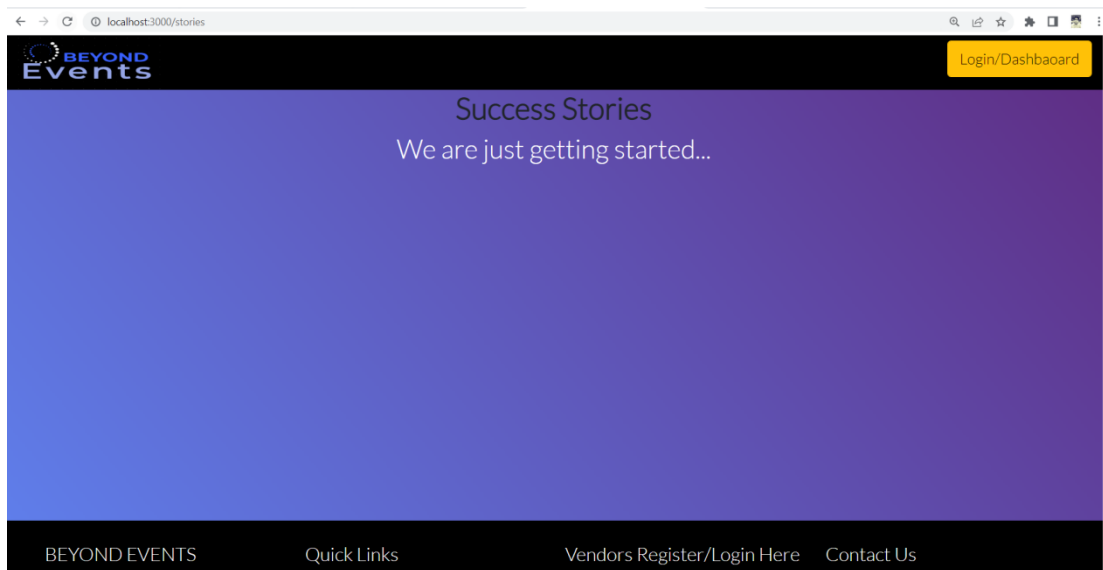 localhost:3000/stories
BEYOND
Events
Login/Dashbaoard
Success Stories
We are just getting started...
BEYOND EVENTS
Quick Links
Vendors Register/Login Here
Contact Us